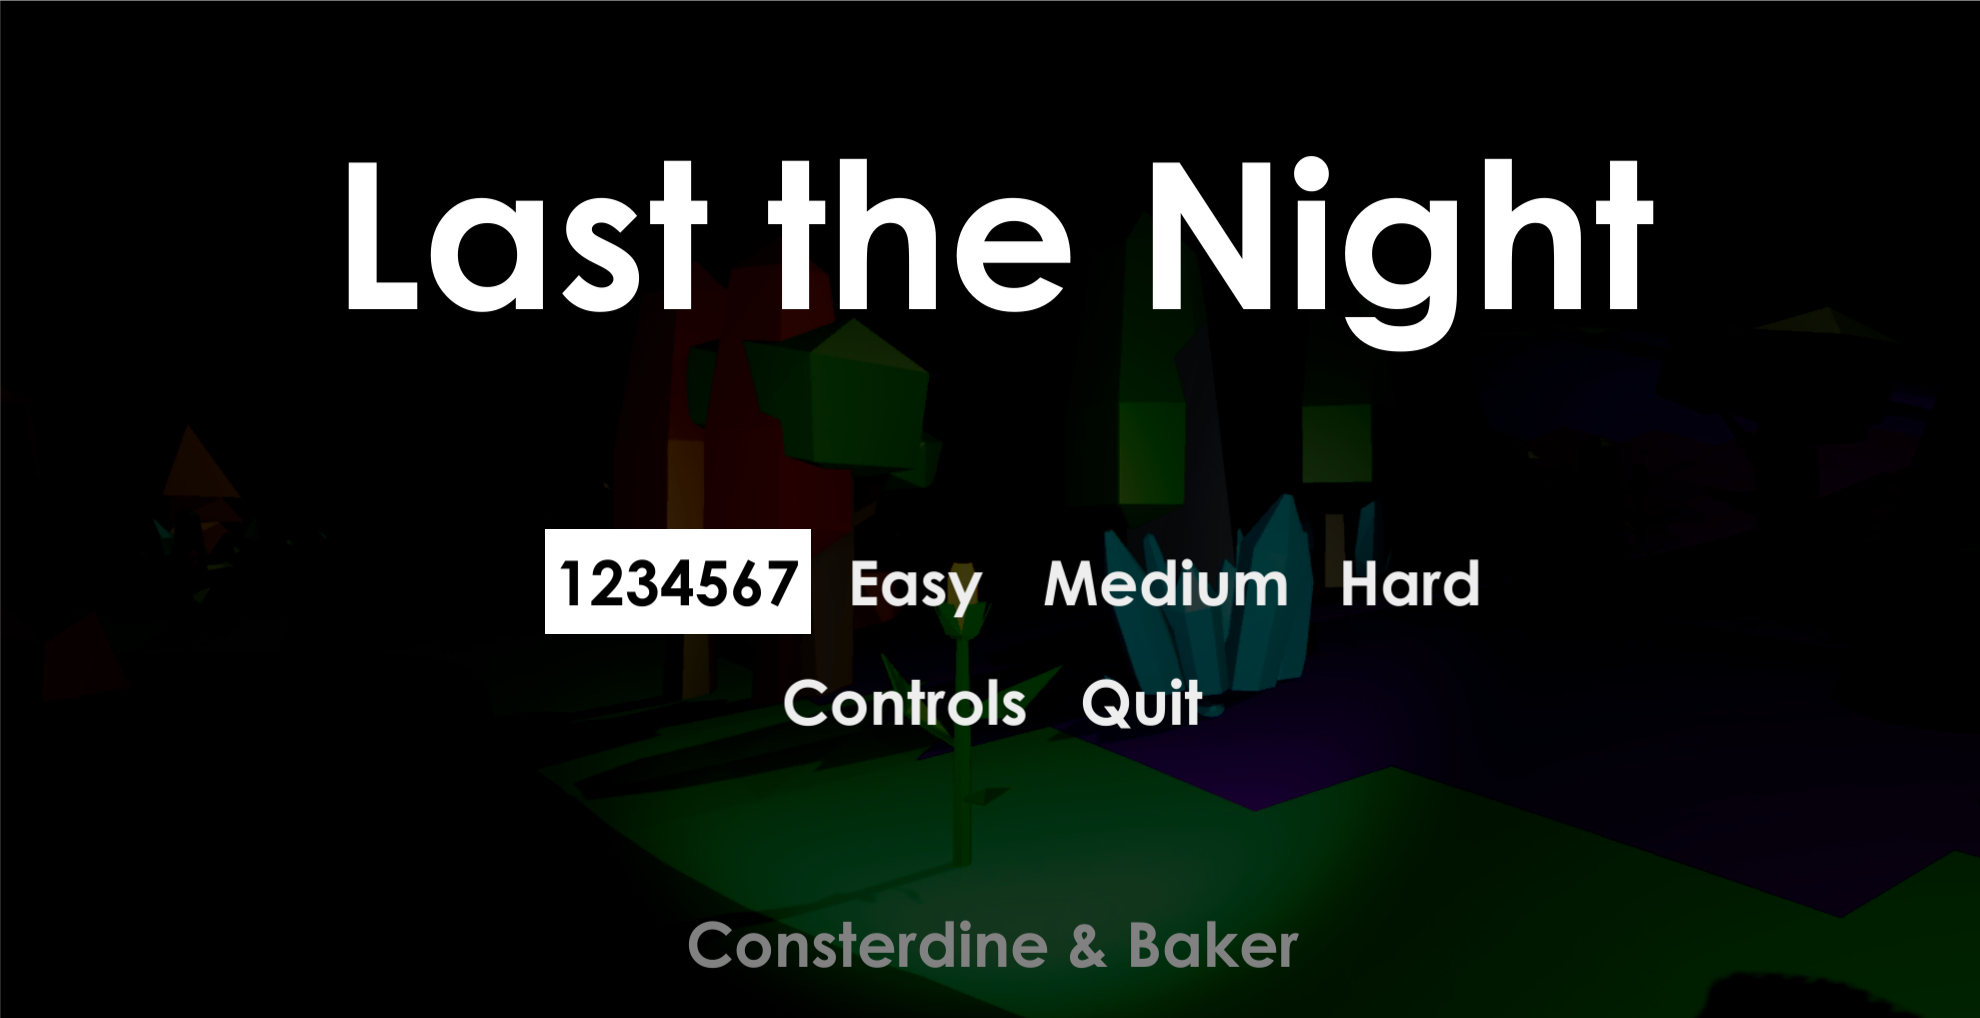 Last the Night
1234567 Easy Medium Hard
Controls Quit
Consterdine & Baker